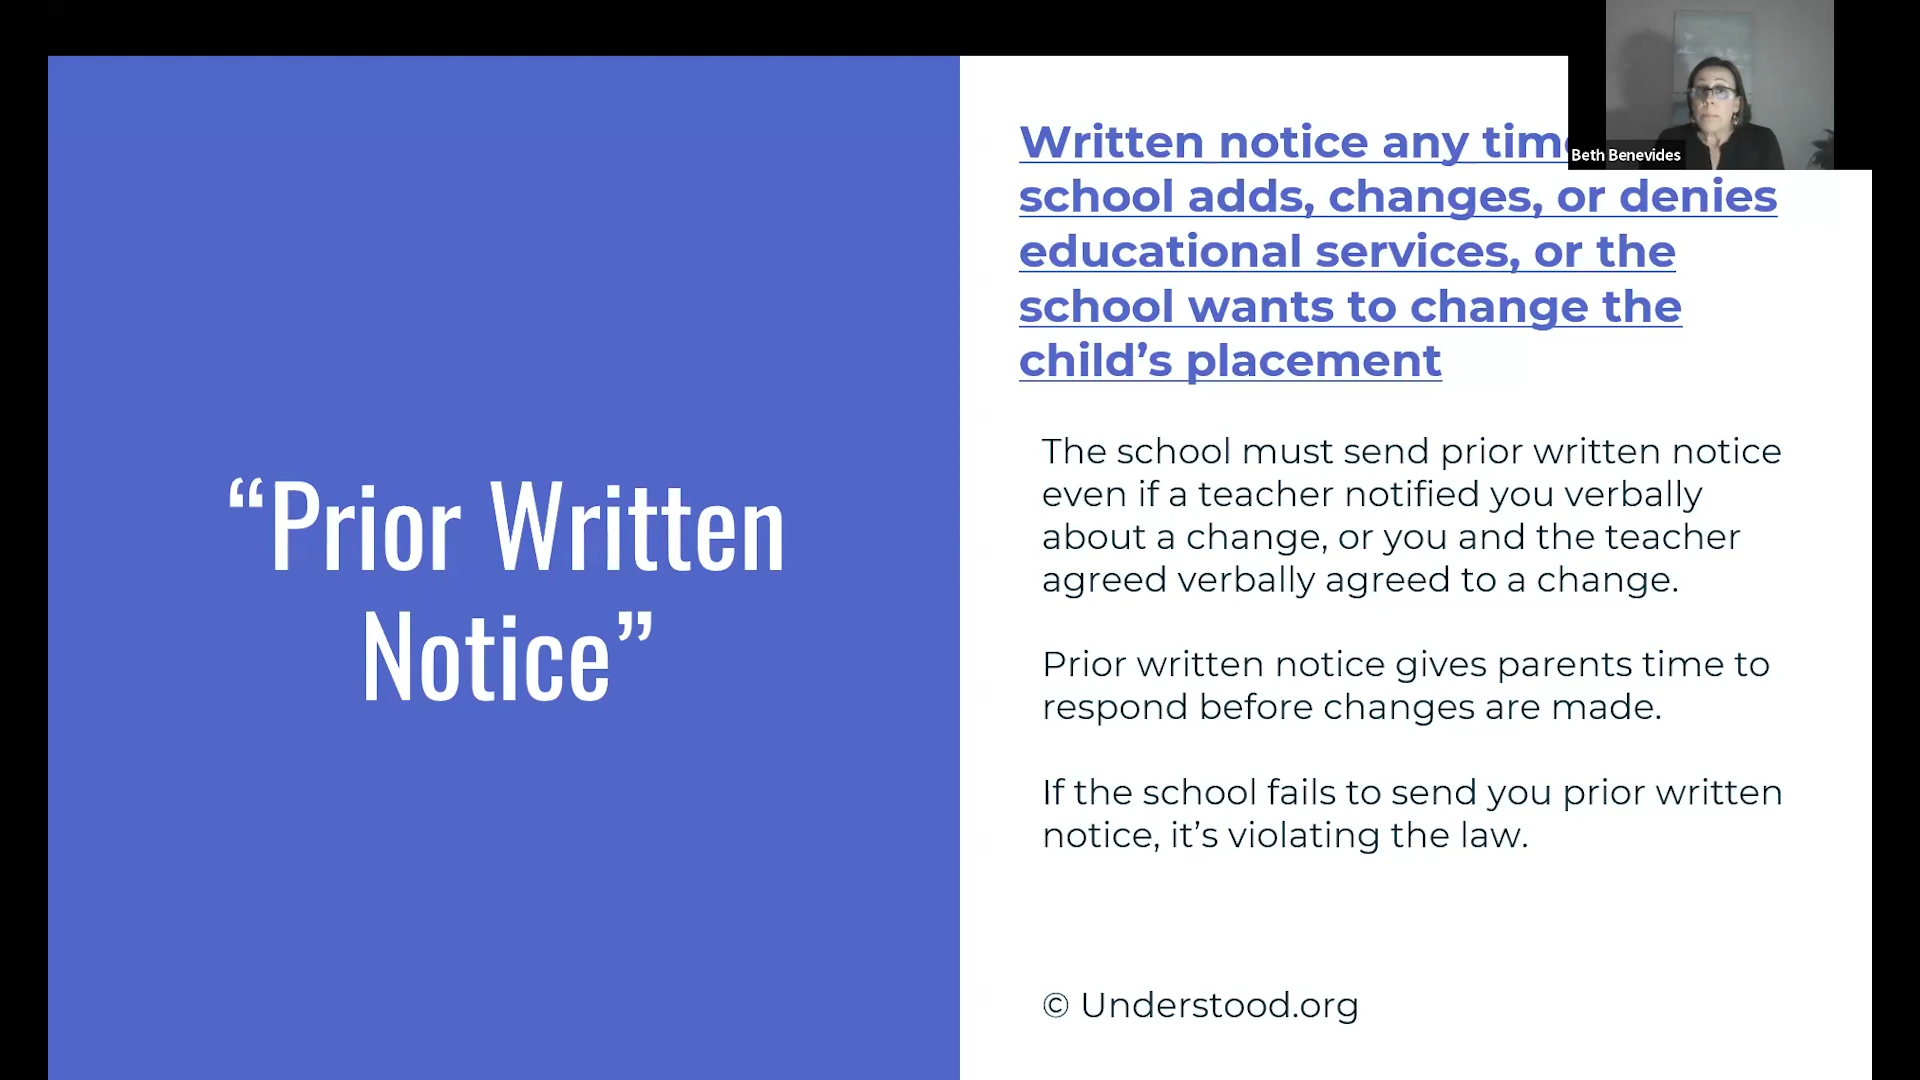 “Prior Written
Notice”
Written notice any time
school adds, changes, or denies
educational services, or the
school wants to change the
child’s placement
The school must send prior written notice
even if a teacher notified you verbally
about a change, or you and the teacher
agreed verbally agreed to a change.
Prior written notice gives parents time to
respond before changes are made.
If the school fails to send you prior written
notice, it’s violating the law.
© Understood.org
Beth Benevides